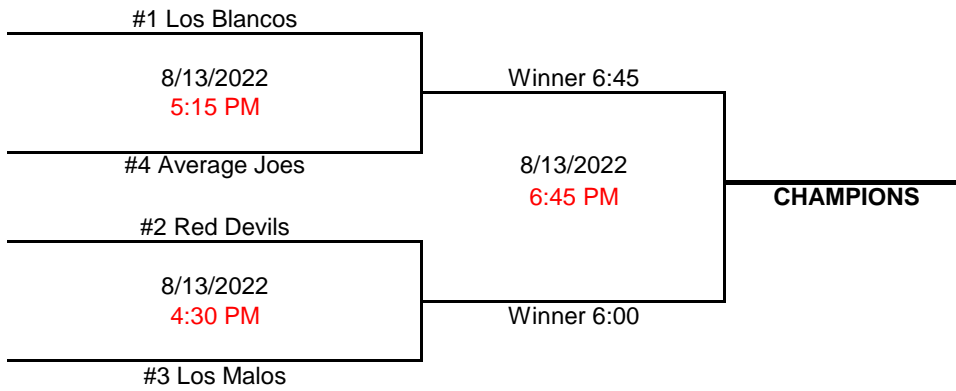 #1 Los Blancos
8/13/2022
5:15 PM
Winner 6:45
#4 Average Joes
8/13/2022
6:45 PM
CHAMPIONS
#2 Red Devils
8/13/2022
4:30 PM
Winner 6:00
#3 Los Malos